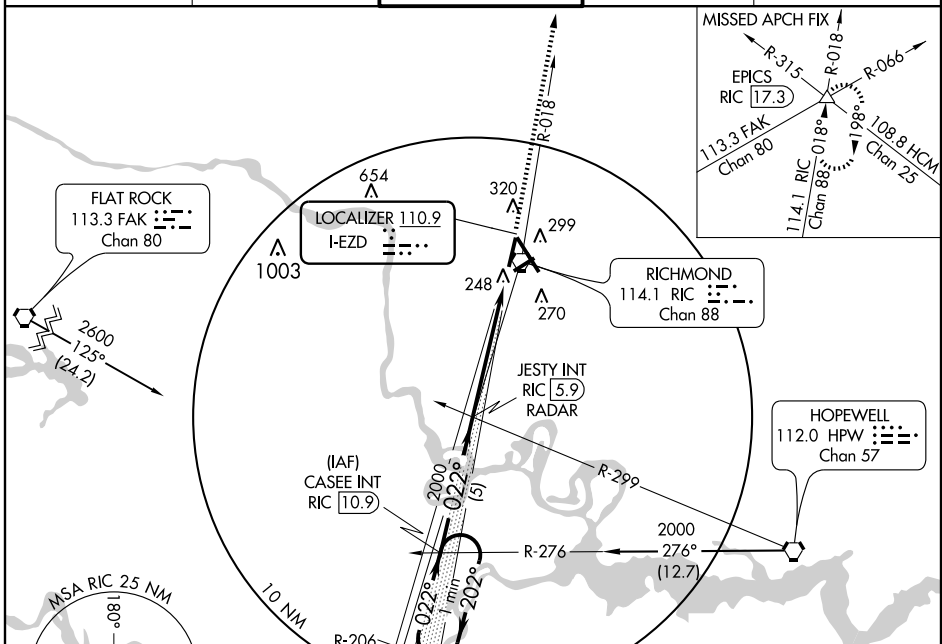 MISSED APCH FIX
R-315
R-018
R-066
EPICS
RIC 17.3
018°
198°
113.3 FAK
Chan 80
114.1 RIC
Chan 88
108.8 HCM
Chan 25
R-018
654
320
299
1003
248
270
FLAT ROCK
113.3 FAK
Chan 80
LOCALIZER 110.9
I-EZD
RICHMOND
114.1 RIC
Chan 88
2600
125°
(24.2)
JESTY INT
RIC 5.9
RADAR
HOPEWELL
112.0 HPW
Chan 57
(IAF)
CASEE INT
RIC 10.9
2000
022°
(5)
R-299
R-276
2000
276°
(12.7)
022°
1 min
202°
10 NM
MSA RIC 25 NM
180°
R-206